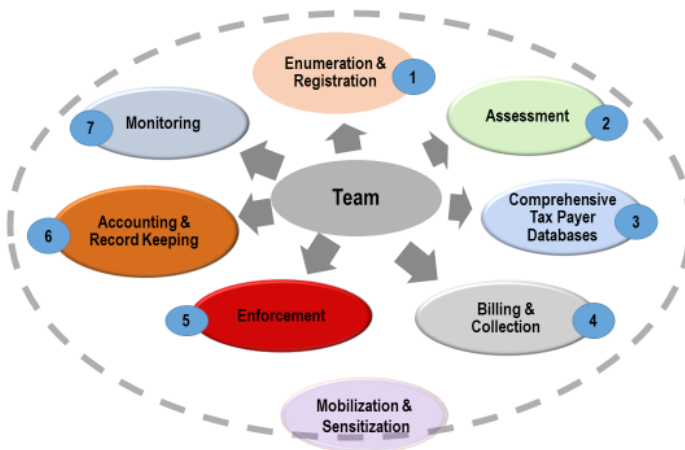 Enumeration &
Registration
1
Assessment
2
Comprehensive
Tax Payer
Databases
3
Billing &
Collection
4
Enforcement
5
Accounting &
Record Keeping
6
Monitoring
7
Team
Mobilization &
Sensitization